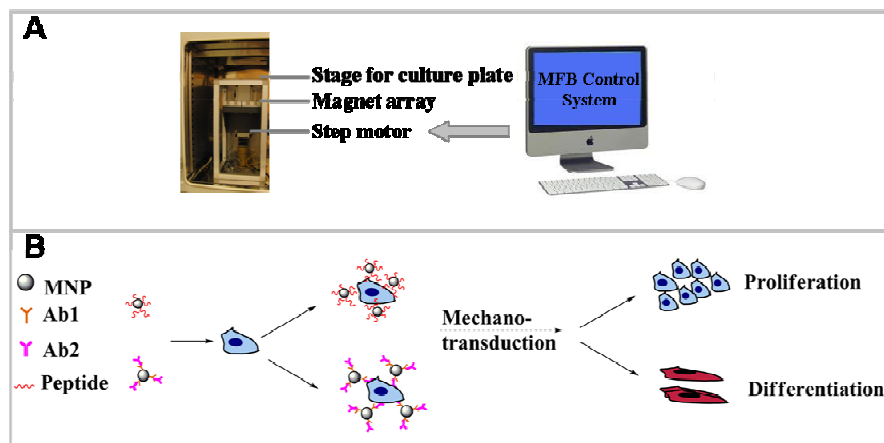 A
Stage for culture plate
Magnet array
Step motor
MFB Control
System
B
MNP
Ab1
Ab2
Peptide
Mechano-
transduction
Proliferation
Differentiation